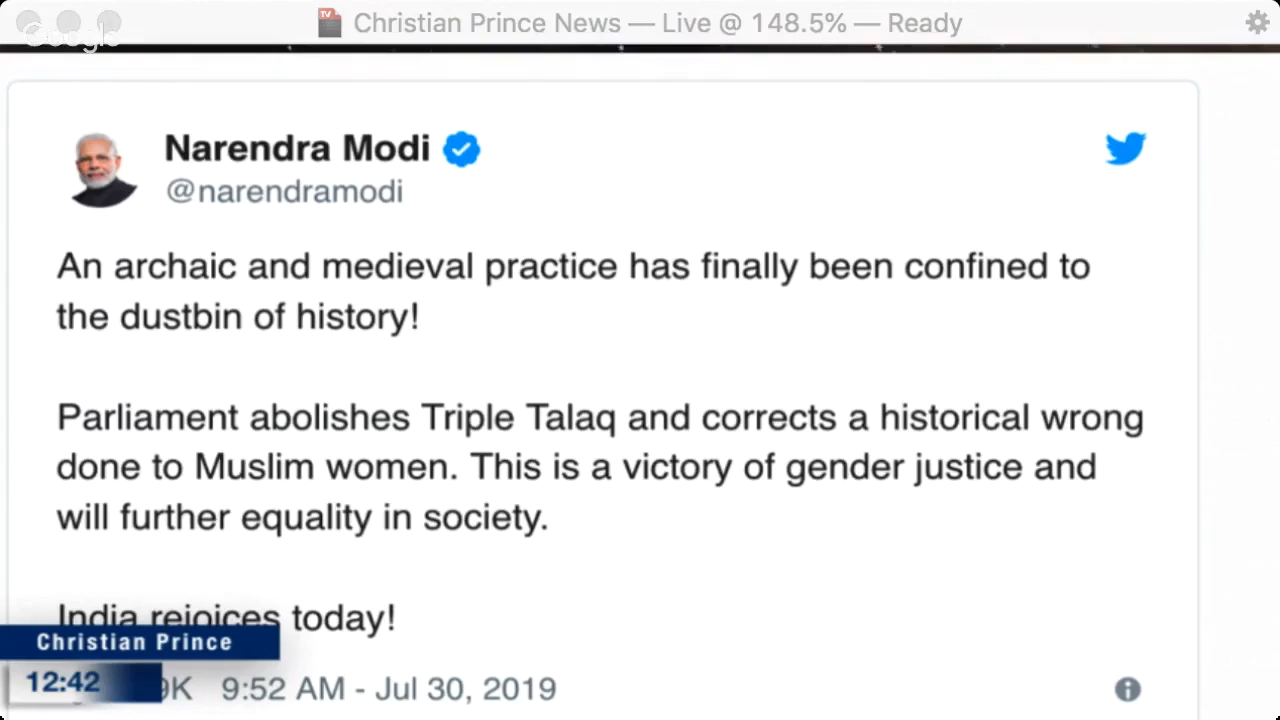 Christian Prince News — Live @ 148.5% — Ready
Google
Narendra Modi
@narendramodi
An archaic and medieval practice has finally been confined to
the dustbin of history!
Parliament abolishes Triple Talaq and corrects a historical wrong
done to Muslim women. This is a victory of gender justice and
will further equality in society.
India rejoices today!
Christian Prince
12:42
9:52 AM - Jul 30, 2019